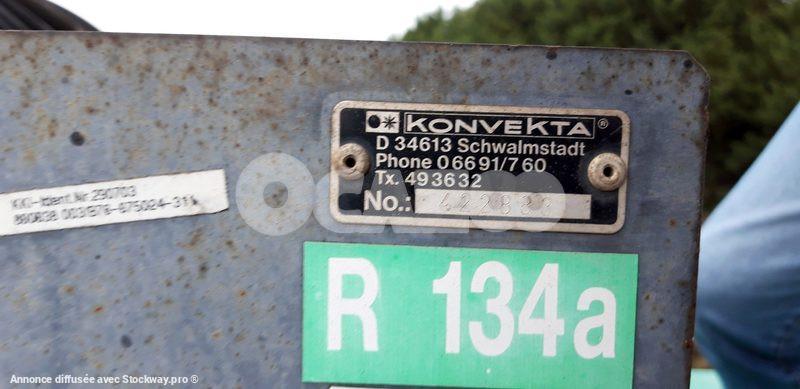 KONVEKTA ®
D 34613 Schwalmstadt
Phone 06691/760
Tx. 493632
No.:
KKI-Ident.Nr. 290703
R 134a
OCAZOO
Annonce diffusée avec Stockway.pro ®